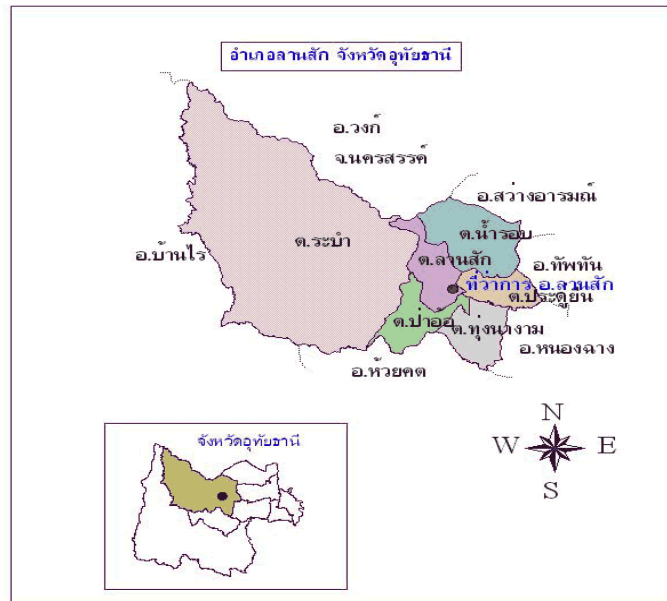 อำเภอลานสัก จังหวัดอุทัยธานี
อ.วงก์
จ.นครสรรค์
อ.สว่างอารมณ์
ต.น้ำรอบ
ต.ระบำ
อ.บ้านไร่
ต.ลานสัก
อ.ทัพทัน
ที่ว่าการ อ.ลานสัก
ต.ประดู่ยืน
ต.ป่าอ้อ
ต.ทุ่งนางาม
อ.หนองฉาง
อ.ห้วยคต
จังหวัดอุทัยธานี
N
W
E
S